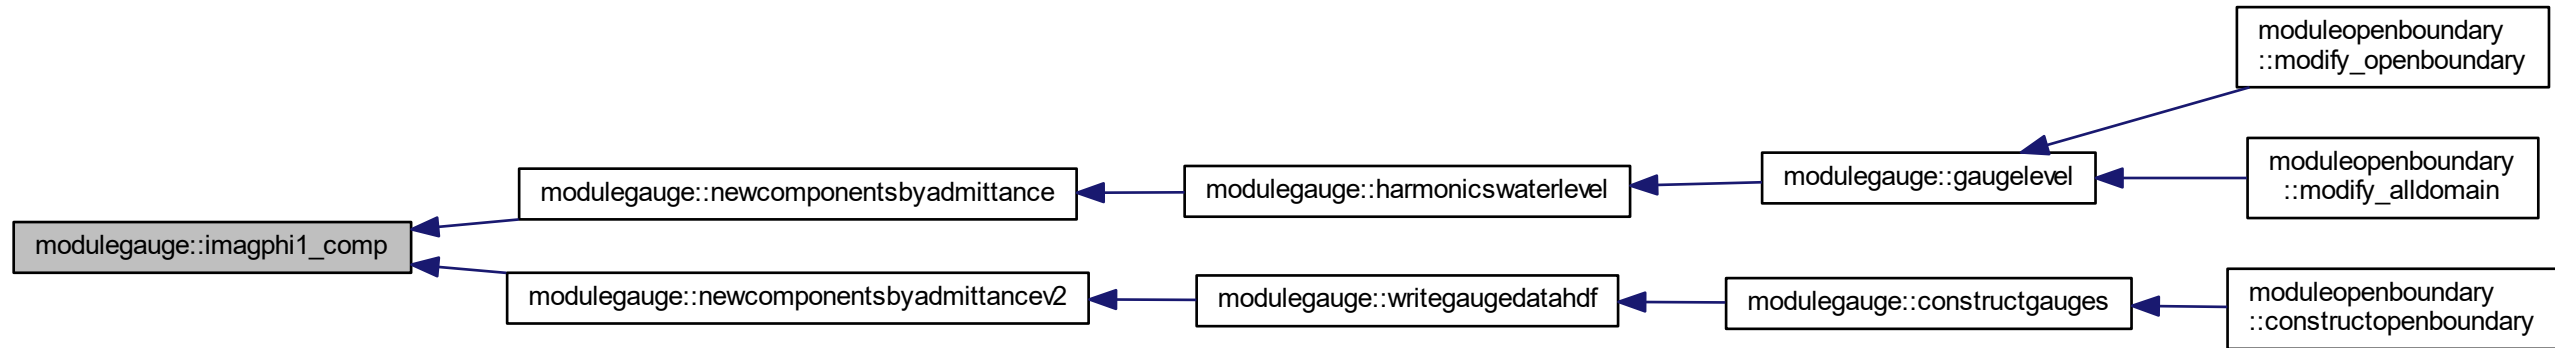 moduleopenboundary
::modify_openboundary
moduleopenboundary
::modify_alldomain
modulegauge::gaugelevel
modulegauge::harmonicswaterlevel
modulegauge::newcomponentsbyadmittance
modulegauge::imagphi1_comp
modulegauge::newcomponentsbyadmittancev2
modulegauge::writegaugedatahdf
modulegauge::constructgauges
moduleopenboundary
::constructopenboundary